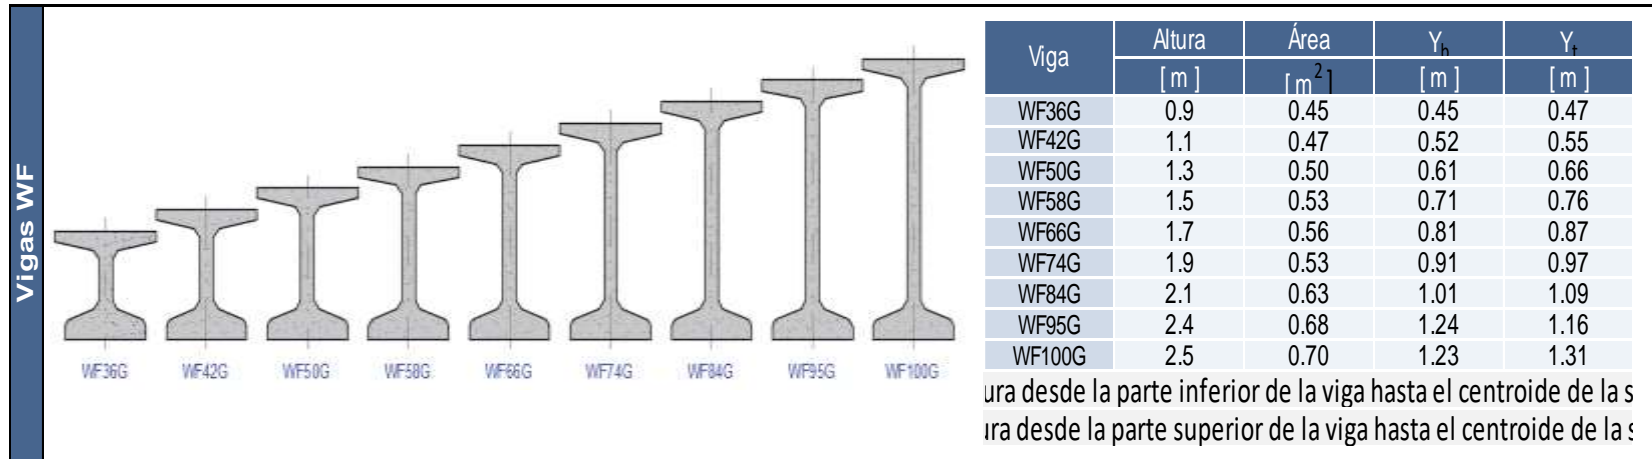 Vigas WF
WF36G WF42G WF50G WF58G WF66G WF74G WF84G WF95G WF100G
Viga Altura Área Y_b Y_t
[ m ] [ m² ] [ m ] [ m ]
WF36G 0.9 0.45 0.45 0.47
WF42G 1.1 0.47 0.52 0.55
WF50G 1.3 0.50 0.61 0.66
WF58G 1.5 0.53 0.71 0.76
WF66G 1.7 0.56 0.81 0.87
WF74G 1.9 0.53 0.91 0.97
WF84G 2.1 0.63 1.01 1.09
WF95G 2.4 0.68 1.24 1.16
WF100G 2.5 0.70 1.23 1.31
ura desde la parte inferior de la viga hasta el centroide de la s
ura desde la parte superior de la viga hasta el centroide de la s